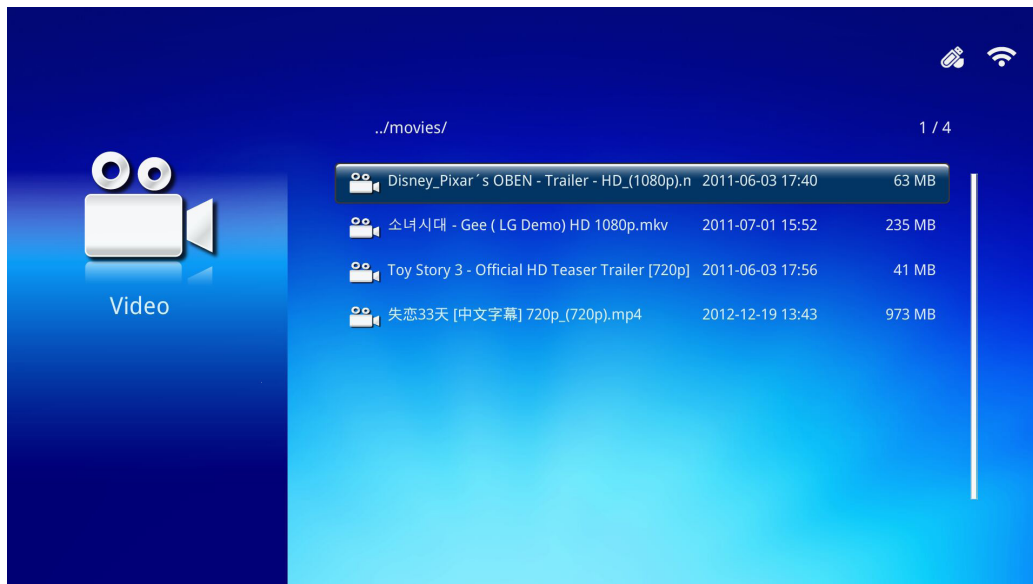 ../movies/ 1 / 4
Disney_Pixar´s OBEN - Trailer - HD_(1080p).n 2011-06-03 17:40 63 MB
소녀시대 - Gee ( LG Demo) HD 1080p.mkv 2011-07-01 15:52 235 MB
Toy Story 3 - Official HD Teaser Trailer [720p] 2011-06-03 17:56 41 MB
Video
失恋33天 [中文字幕] 720p_(720p).mp4 2012-12-19 13:43 973 MB